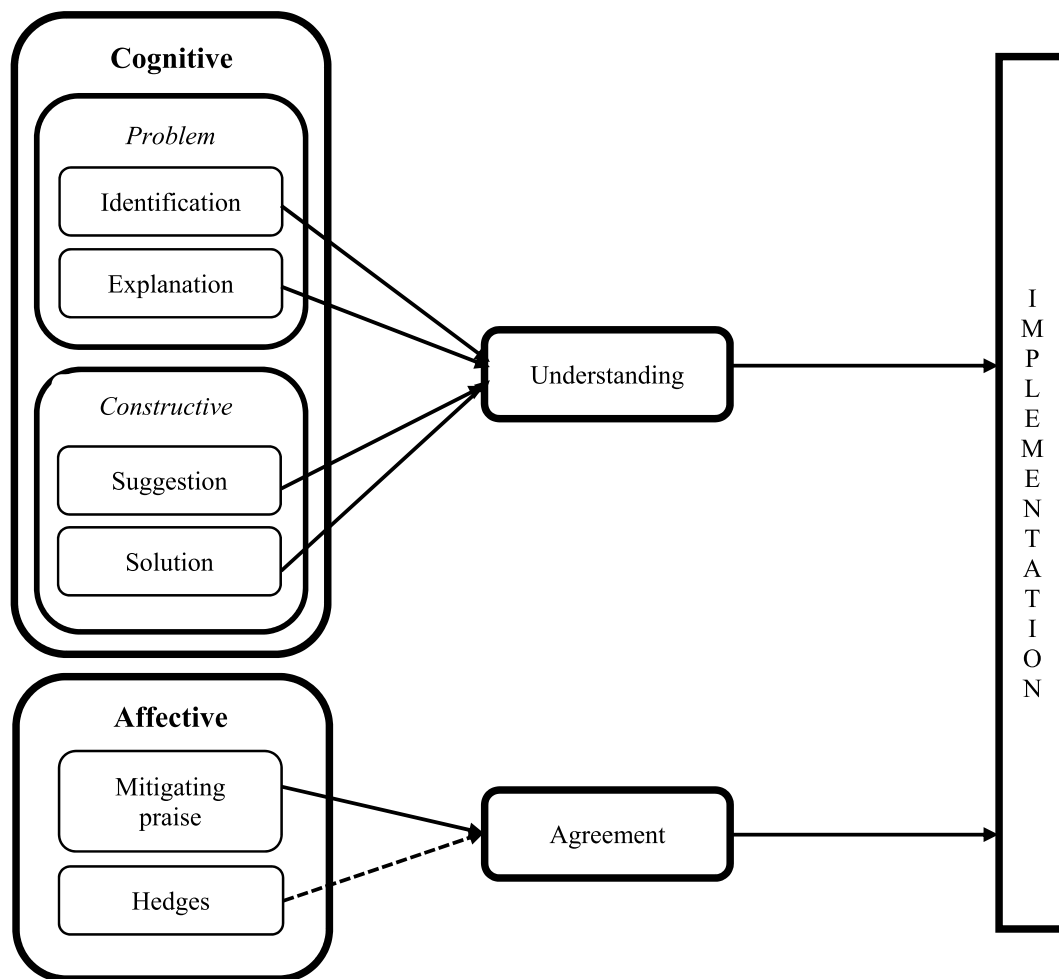 Cognitive
Problem
Identification
Explanation
Constructive
Suggestion
Solution
Understanding
Affective
Mitigating
praise
Hedges
Agreement
I
M
P
L
E
M
E
N
T
A
T
I
O
N